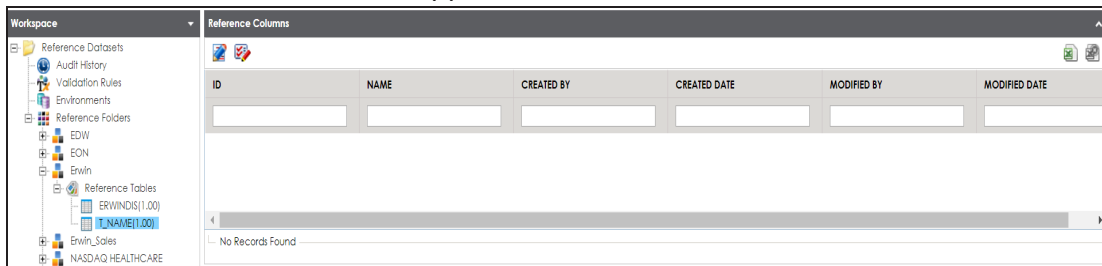 Workspace
Reference Datasets
Audit History
Validation Rules
Environments
Reference Folders
EDW
EON
Erwin
Reference Tables
ERWINDIS(1.00)
T_NAME(1.00)
Erwin_Sales
NASDAQ HEALTHCARE
Reference Columns
ID NAME CREATED BY CREATED DATE MODIFIED BY MODIFIED DATE
No Records Found